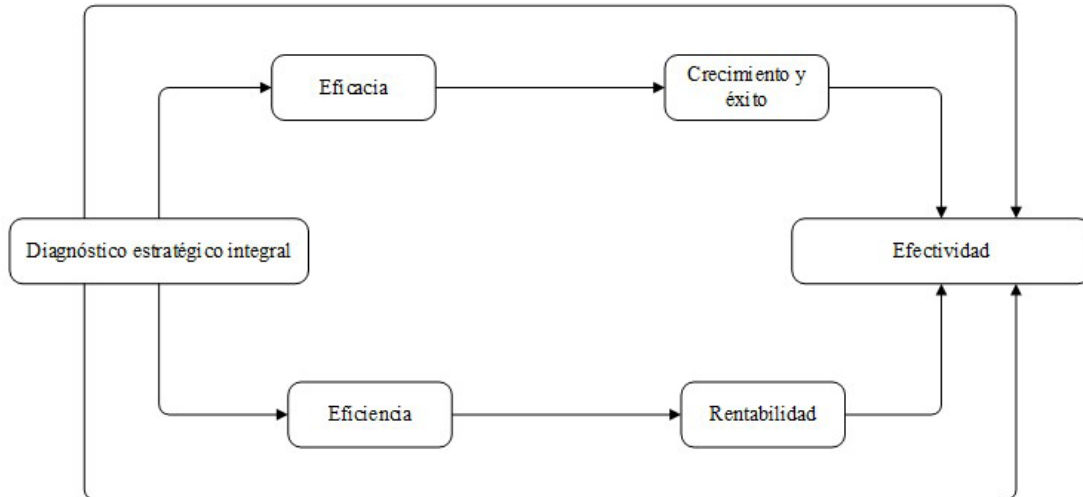 Eficacia
Crecimiento y
éxito
Diagnóstico estratégico integral
Efectividad
Eficiencia
Rentabilidad